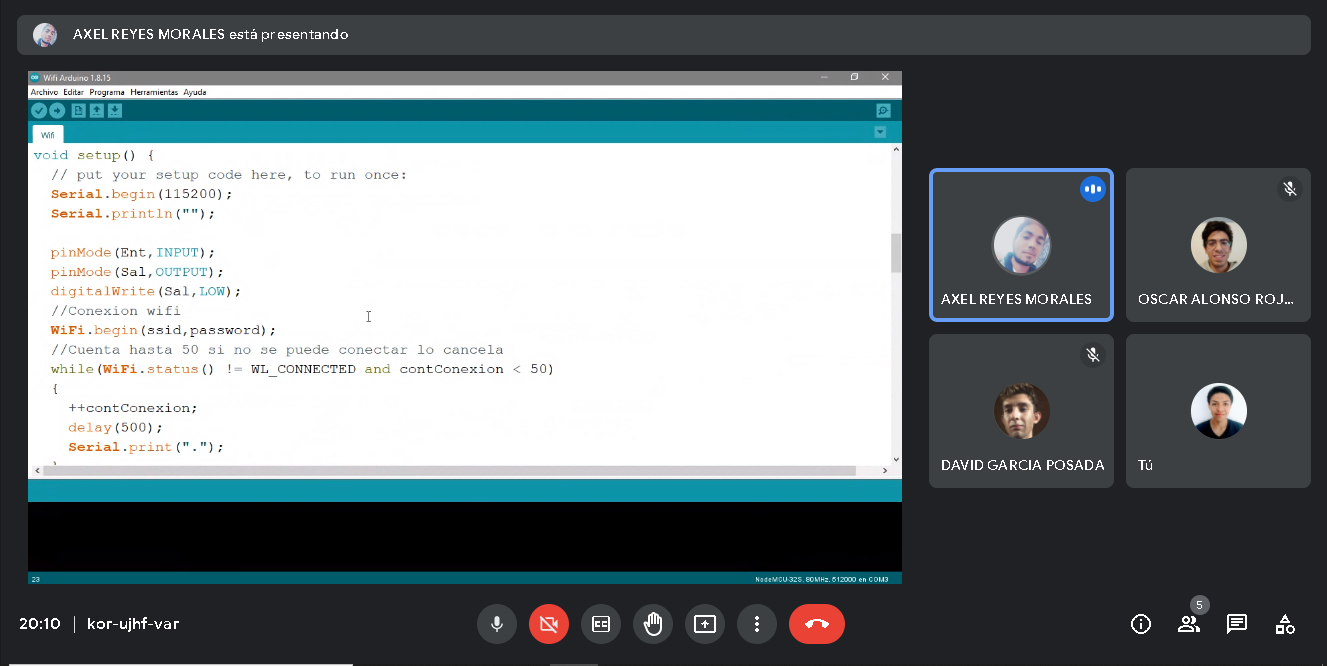 AXEL REYES MORALES está presentando
Wifi Arduino 1.8.15
Archivo Editar Programa Herramientas Ayuda
Wifi
void setup() {
// put your setup code here, to run once:
Serial.begin(115200);
Serial.println("");
pinMode(Ent,INPUT);
pinMode(Sal,OUTPUT);
digitalWrite(Sal,LOW);
//Conexion wifi
WiFi.begin(ssid,password);
//Cuenta hasta 50 si no se puede conectar lo cancela
while(WiFi.status() != WL_CONNECTED and contConexion < 50)
{
++contConexion;
delay(500);
Serial.print(".");
}
23
NodeMCU-32S, 80MHz, 512000 en COM3
AXEL REYES MORALES
OSCAR ALONSO ROJ...
DAVID GARCIA POSADA
Tú
20:10 | kor-ujhf-var
5